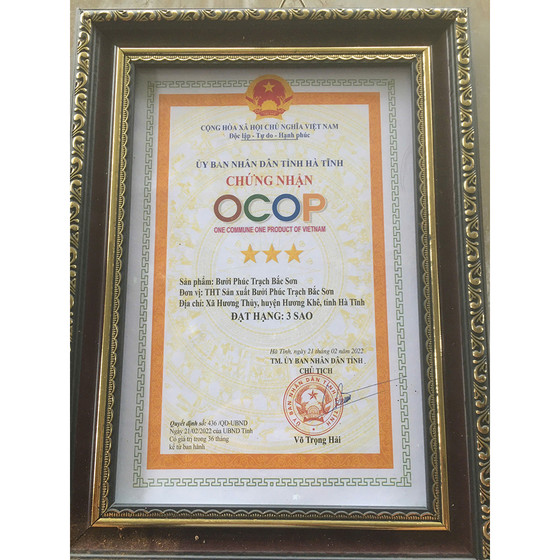 CỘNG HÒA XÃ HỘI CHỦ NGHĨA VIỆT NAM
Độc lập - Tự do - Hạnh phúc
ỦY BAN NHÂN DÂN TỈNH HÀ TĨNH
CHỨNG NHẬN
OCOP
ONE COMMUNE ONE PRODUCT OF VIETNAM
Sản phẩm: Bưởi Phúc Trạch Bắc Sơn
Đơn vị: THT Sản xuất Bưởi Phúc Trạch Bắc Sơn
Địa chỉ: Xã Hương Thủy, huyện Hương Khê, tỉnh Hà Tĩnh
ĐẠT HẠNG: 3 SAO
Hà Tĩnh, ngày 21 tháng 02 năm 2022
TM. ỦY BAN NHÂN DÂN TỈNH
CHỦ TỊCH
ỦY BAN NHÂN DÂN TỈNH
Võ Trọng Hải
Quyết định số: 436 /QĐ-UBND
Ngày 21/02/2022 của UBND Tỉnh
Có giá trị trong 36 tháng
kể từ ban hành